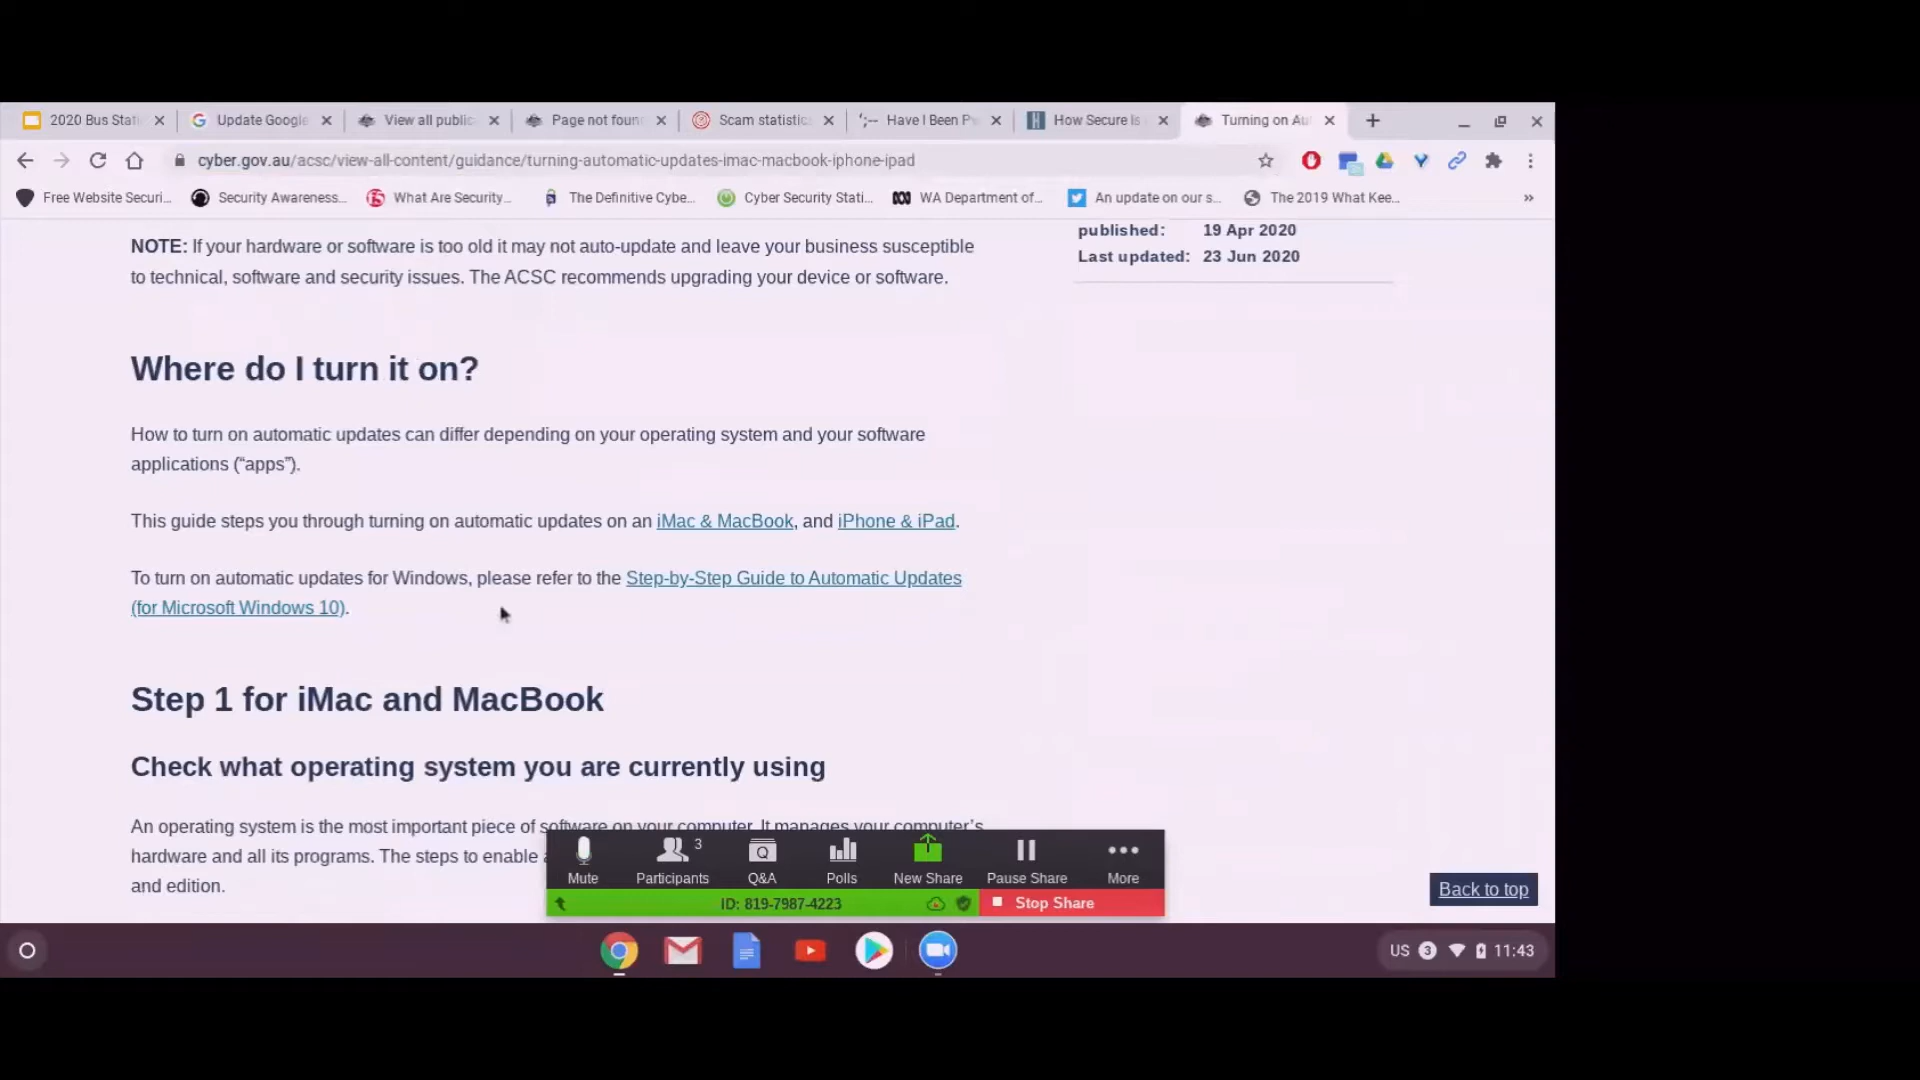 2020 Bus Stati
Update Google
View all public
Page not foun
Scam statistic
Have I Been P
How Secure Is
Turning on Au
cyber.gov.au/acsc/view-all-content/guidance/turning-automatic-updates-imac-macbook-iphone-ipad
Free Website Securi...
Security Awareness...
What Are Security...
The Definitive Cybe...
Cyber Security Stati...
WA Department of...
An update on our s...
The 2019 What Kee...
»
NOTE: If your hardware or software is too old it may not auto-update and leave your business susceptible
to technical, software and security issues. The ACSC recommends upgrading your device or software.
published: 19 Apr 2020
Last updated: 23 Jun 2020
Where do I turn it on?
How to turn on automatic updates can differ depending on your operating system and your software
applications (“apps”).
This guide steps you through turning on automatic updates on an iMac & MacBook, and iPhone & iPad.
To turn on automatic updates for Windows, please refer to the Step-by-Step Guide to Automatic Updates
(for Microsoft Windows 10).
Step 1 for iMac and MacBook
Check what operating system you are currently using
An operating system is the most important piece of software on your computer. It manages your computer’s
hardware and all its programs. The steps to enable a
and edition.
3
Mute
Participants
Q&A
Polls
New Share
Pause Share
More
ID: 819-7987-4223
Stop Share
Back to top
US 3 11:43